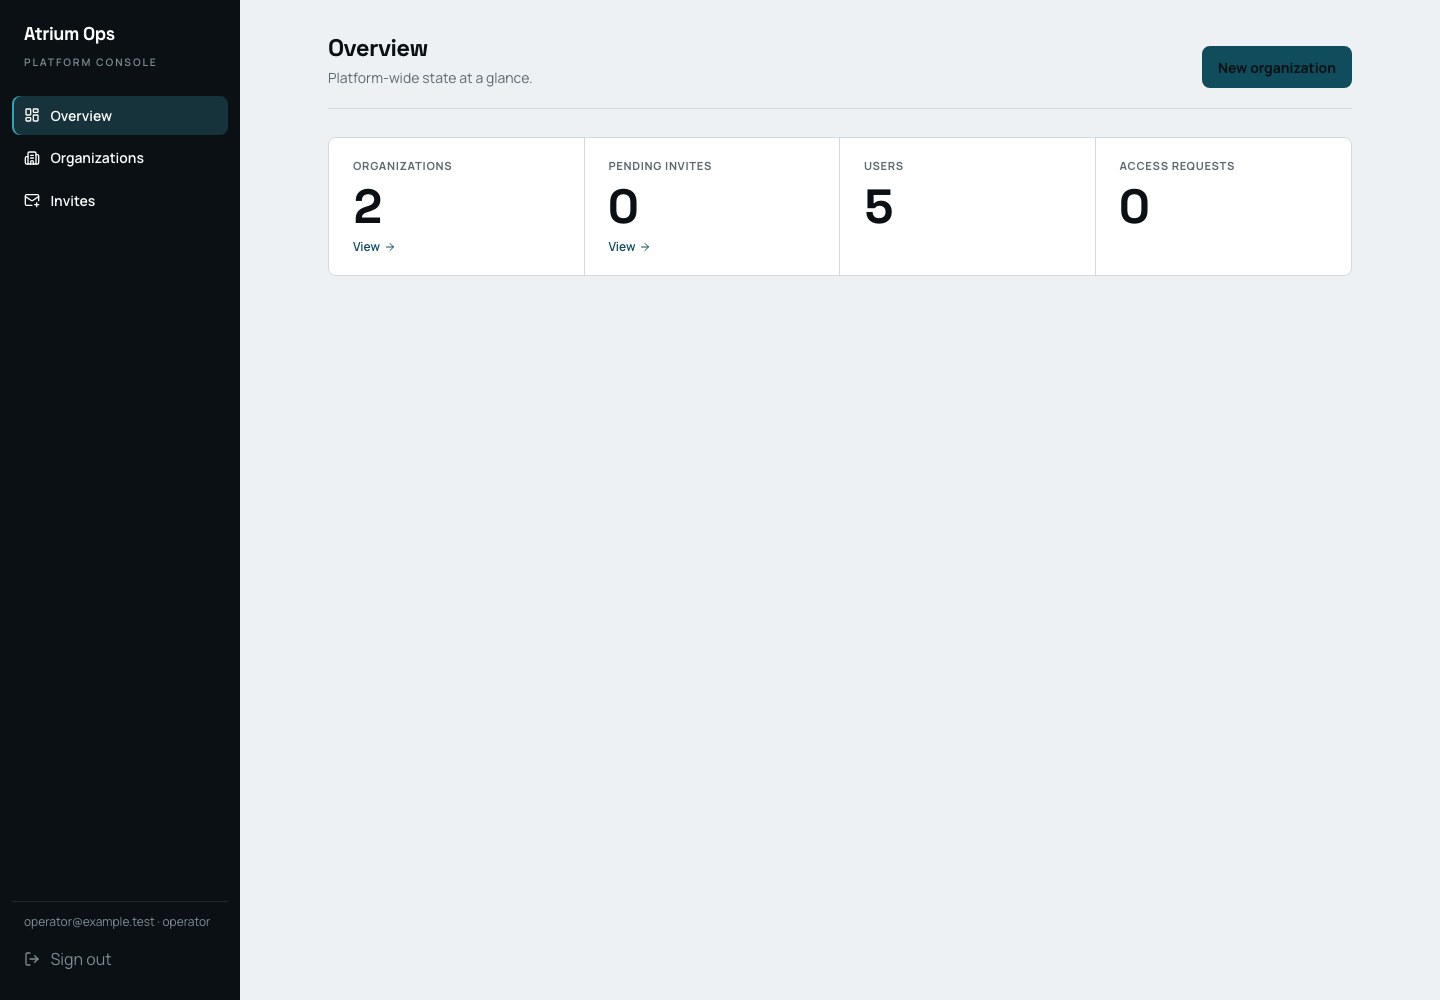 Atrium Ops
PLATFORM CONSOLE
Overview
Organizations
Invites
operator@example.test · operator
Sign out
Overview
Platform-wide state at a glance.
New organization
ORGANIZATIONS
2
View →
PENDING INVITES
0
View →
USERS
5
ACCESS REQUESTS
0